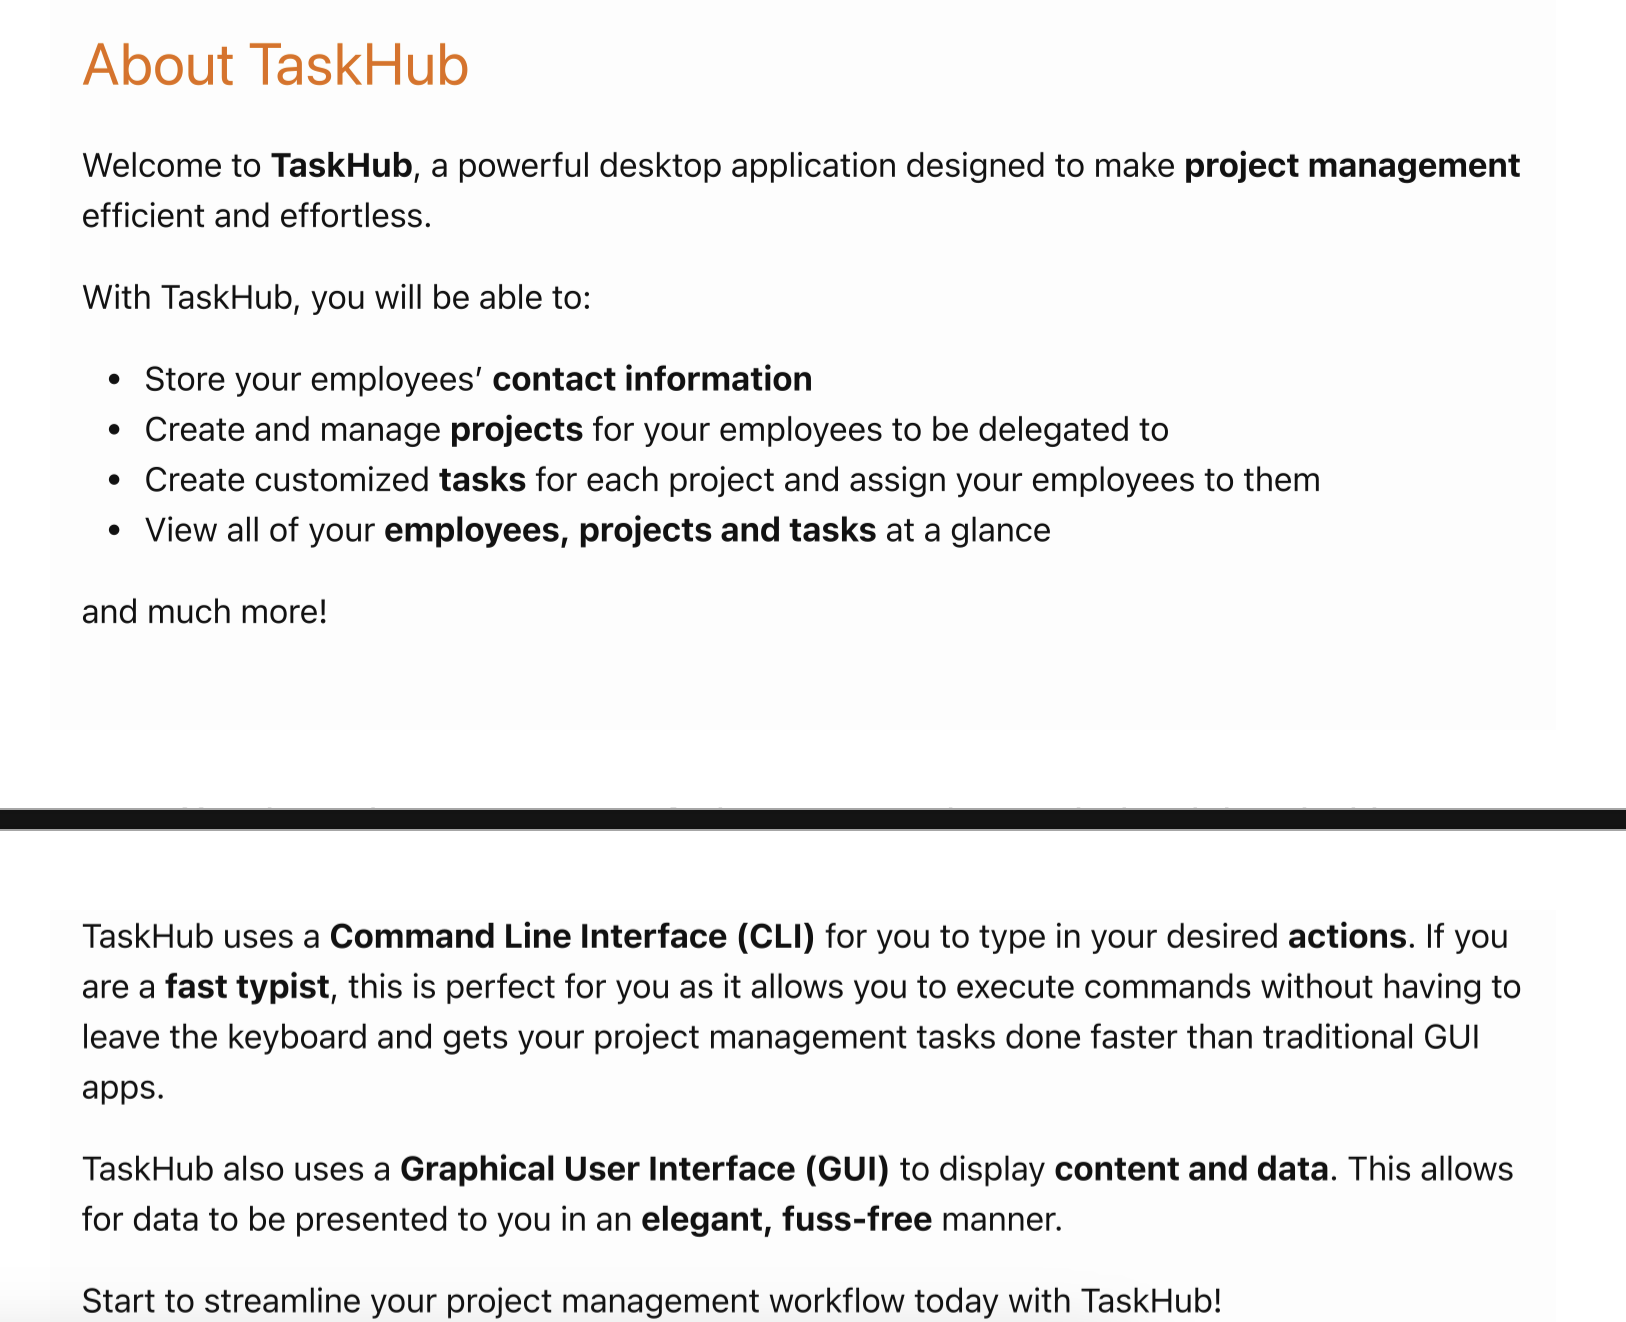 About TaskHub
Welcome to TaskHub, a powerful desktop application designed to make project management
efficient and effortless.
With TaskHub, you will be able to:
• Store your employees’ contact information
• Create and manage projects for your employees to be delegated to
• Create customized tasks for each project and assign your employees to them
• View all of your employees, projects and tasks at a glance
and much more!
TaskHub uses a Command Line Interface (CLI) for you to type in your desired actions. If you
are a fast typist, this is perfect for you as it allows you to execute commands without having to
leave the keyboard and gets your project management tasks done faster than traditional GUI
apps.
TaskHub also uses a Graphical User Interface (GUI) to display content and data. This allows
for data to be presented to you in an elegant, fuss-free manner.
Start to streamline your project management workflow today with TaskHub!